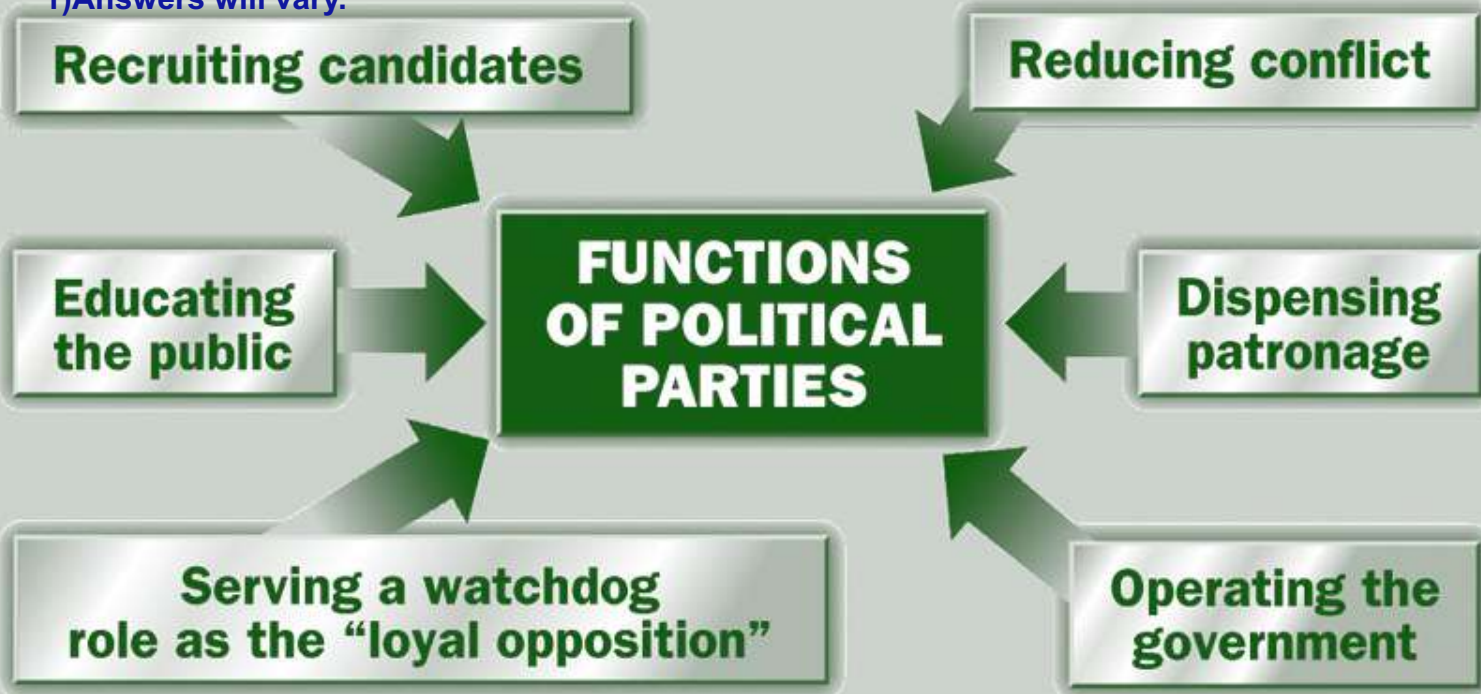 1)Answers will vary.
Recruiting candidates
Reducing conflict
Educating
the public
FUNCTIONS
OF POLITICAL
PARTIES
Dispensing
patronage
Serving a watchdog
role as the “loyal opposition”
Operating the
government